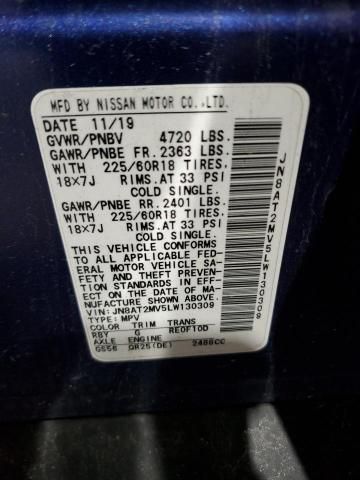 MFD BY NISSAN MOTOR CO.,LTD.
DATE 11/19
GVWR/PNBV 4720 LBS.
GAWR/PNBE FR. 2363 LBS.
WITH 225/60R18 TIRES.
18x7J RIMS.AT 33 PSI
COLD SINGLE.
GAWR/PNBE RR. 2401 LBS.
WITH 225/60R18 TIRES.
18x7J RIMS.AT 33 PSI
COLD SINGLE.
THIS VEHICLE CONFORMS
TO ALL APPLICABLE FED-
ERAL MOTOR VEHICLE SA-
FETY AND THEFT PREVENT-
ION STANDARDS IN EFF-
ECT ON THE DATE OF MA-
NUFACTURE SHOWN ABOVE.
VIN:JN8AT2MV5LW130309
TYPE:MPV
COLOR TRIM TRANS
RBY G RE0F10D
AXLE ENGINE
GS56 QR25(DE) 2488CC
JN8AT2MV5LW130309